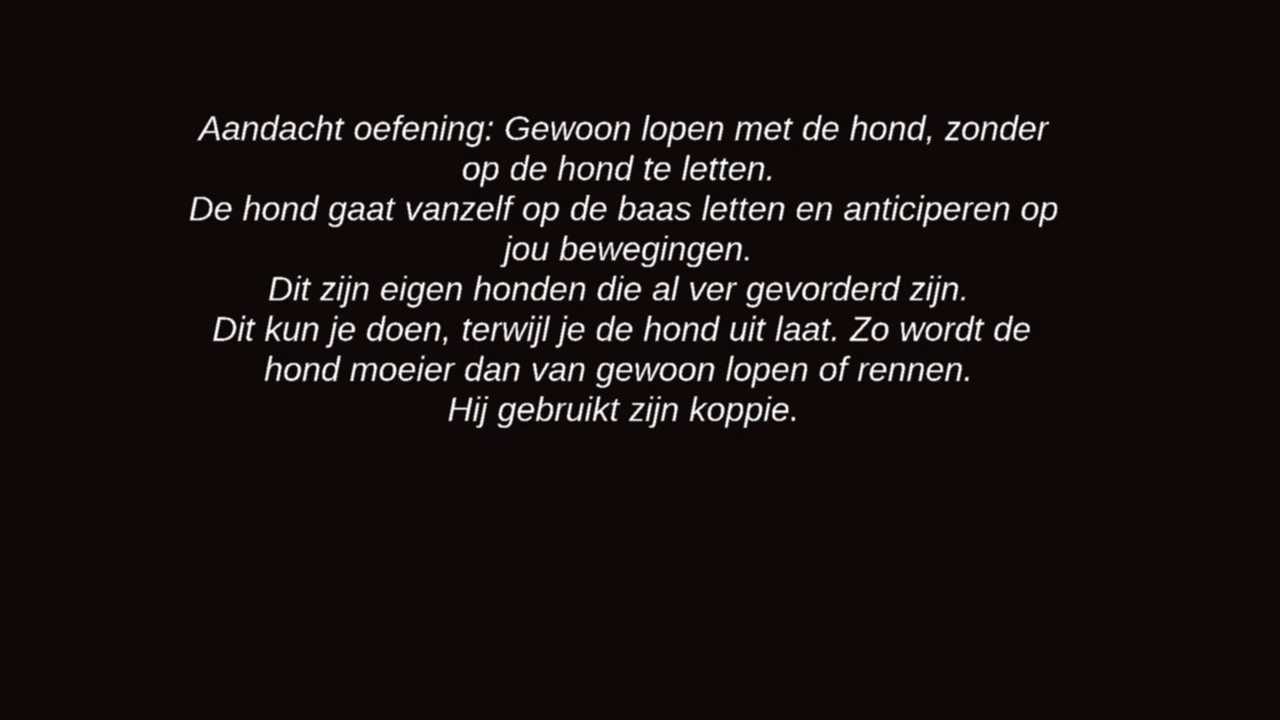 Aandacht oefening: Gewoon lopen met de hond, zonder
op de hond te letten.
De hond gaat vanzelf op de baas letten en anticiperen op
jou bewegingen.
Dit zijn eigen honden die al ver gevorderd zijn.
Dit kun je doen, terwijl je de hond uit laat. Zo wordt de
hond moeier dan van gewoon lopen of rennen.
Hij gebruikt zijn koppie.